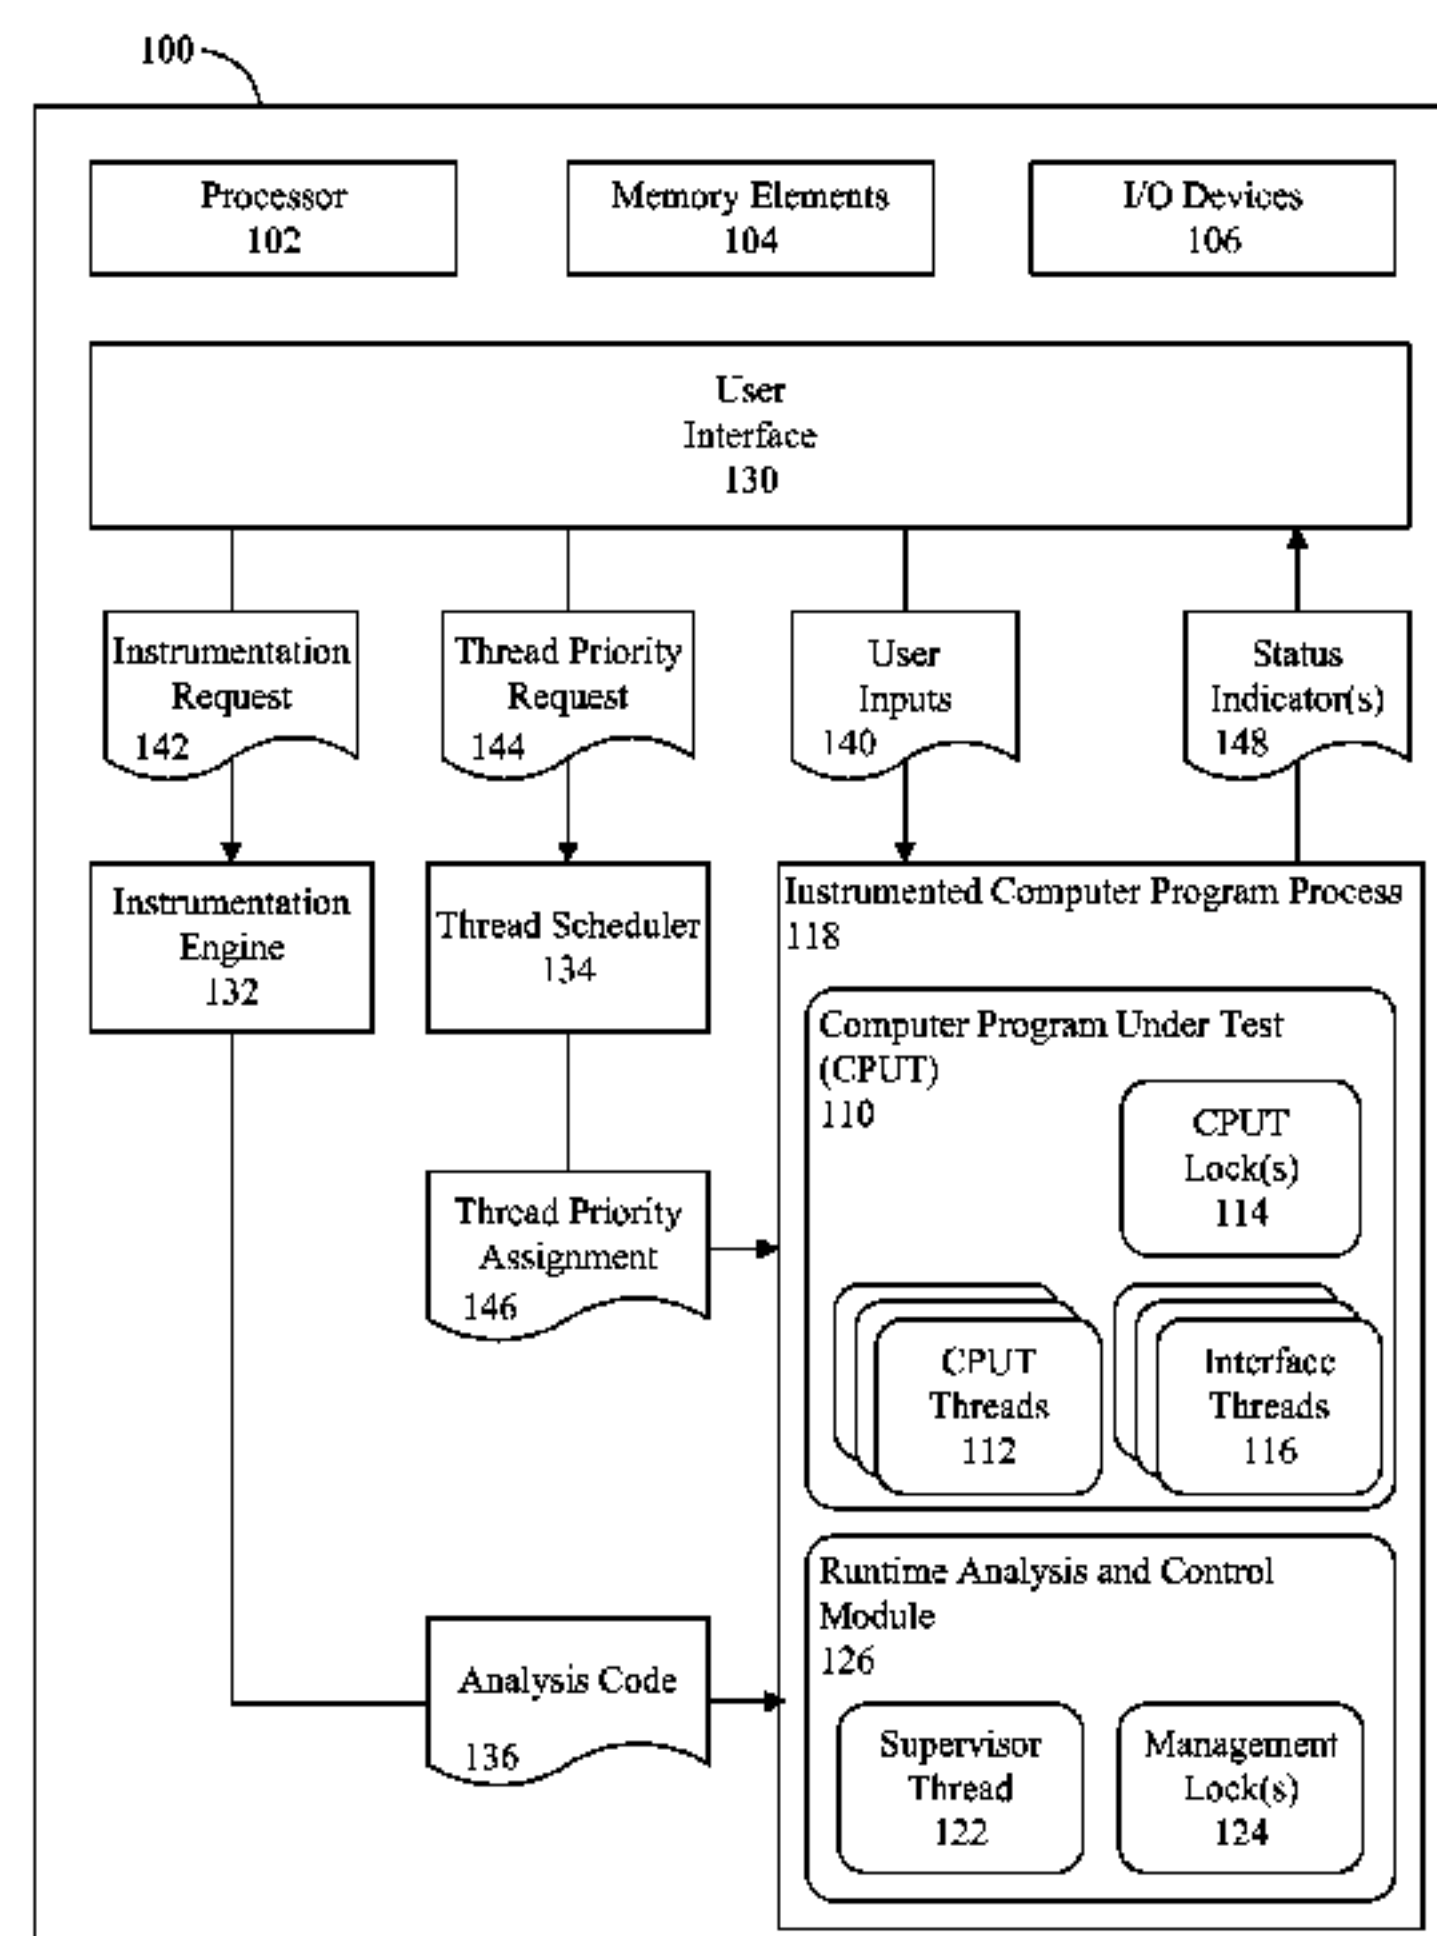 100
Processor
102
Memory Elements
104
I/O Devices
106
User
Interface
130
Instrumentation
Request
142
Thread Priority
Request
144
User
Inputs
140
Status
Indicator(s)
148
Instrumentation
Engine
132
Thread Scheduler
134
Instrumented Computer Program Process
118
Computer Program Under Test
(CPUT)
110
CPUT
Lock(s)
114
Thread Priority
Assignment
146
CPUT
Threads
112
Interface
Threads
116
Runtime Analysis and Control
Module
126
Analysis Code
136
Supervisor
Thread
122
Management
Lock(s)
124